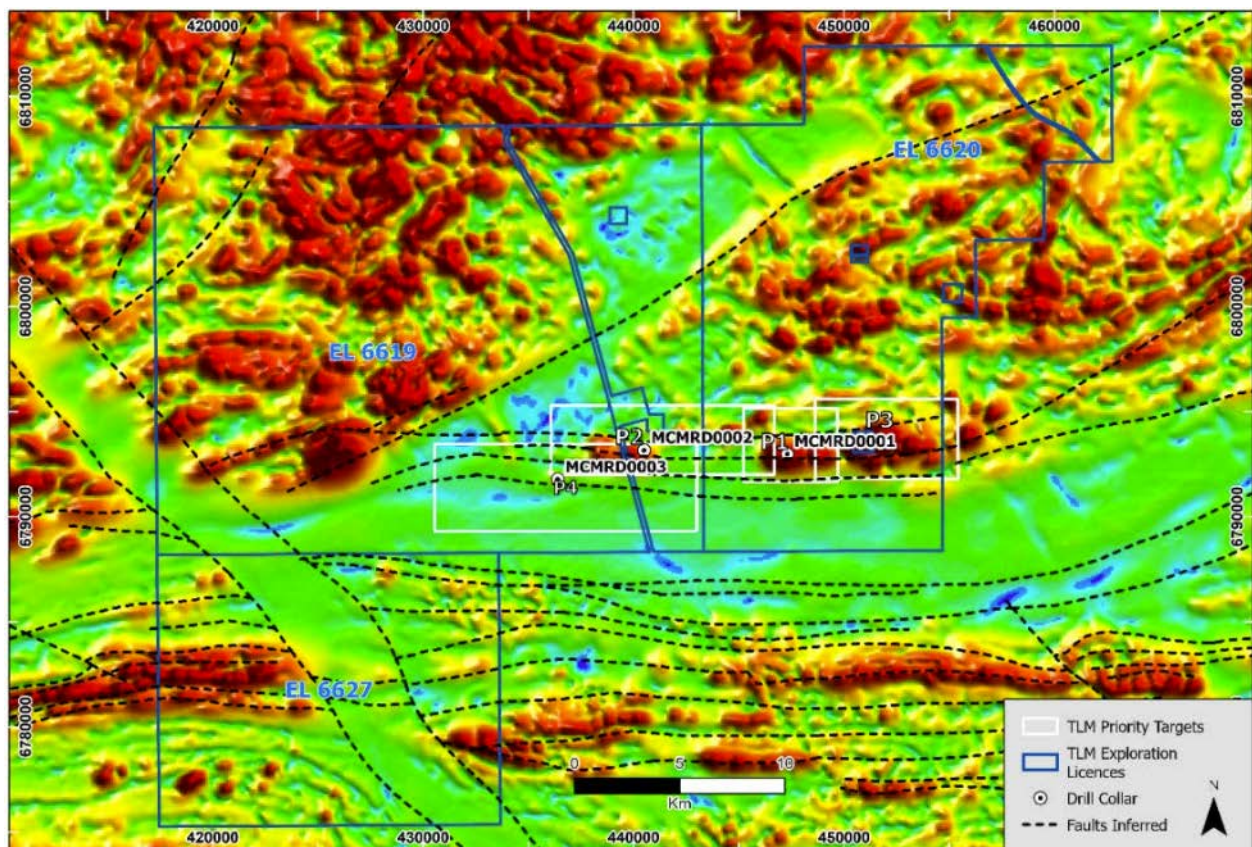 420000
430000
440000
450000
460000
6810000
6810000
EL 6620
6800000
6800000
EL 6619
P3
P2
MCMRD0002
P1
MCMRD0001
MCMRD0003
P4
6790000
6790000
EL 6627
6780000
6780000
0
5
10
Km
420000
430000
440000
450000
TLM Priority Targets
TLM Exploration
Licences
Drill Collar
Faults Inferred
N